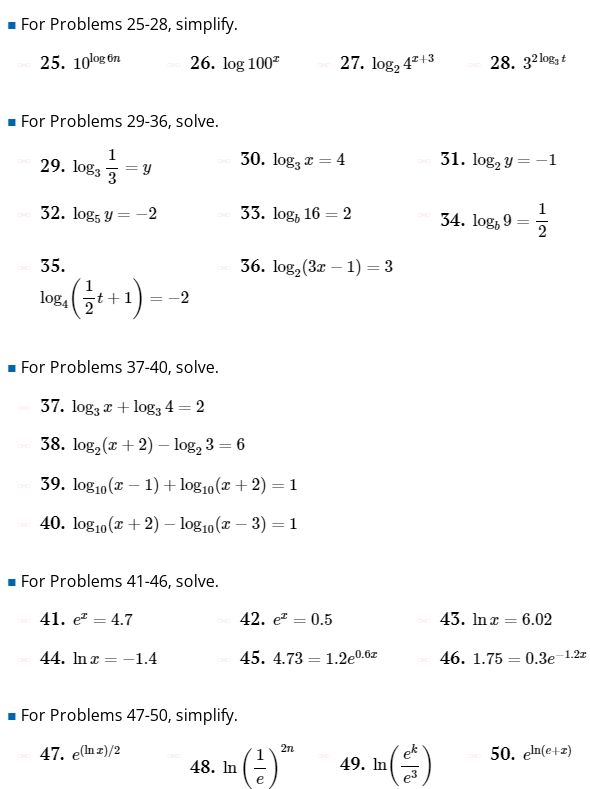 ■ For Problems 25-28, simplify.
25. 10^{log 6n} 26. log 100^x 27. log_2 4^{x+3} 28. 3^{2 log_3 t}
■ For Problems 29-36, solve.
29. log_3 \frac{1}{3} = y 30. log_3 x = 4 31. log_2 y = −1
32. log_5 y = −2 33. log_b 16 = 2 34. log_b 9 = \frac{1}{2}
35. 36. log_2(3x − 1) = 3
log_4(\frac{1}{2}t + 1) = −2
■ For Problems 37-40, solve.
37. log_3 x + log_3 4 = 2
38. log_2(x + 2) − log_2 3 = 6
39. log_{10}(x − 1) + log_{10}(x + 2) = 1
40. log_{10}(x + 2) − log_{10}(x − 3) = 1
■ For Problems 41-46, solve.
41. e^x = 4.7 42. e^x = 0.5 43. ln x = 6.02
44. ln x = −1.4 45. 4.73 = 1.2e^{0.6x} 46. 1.75 = 0.3e^{−1.2x}
■ For Problems 47-50, simplify.
47. e^{(ln x)/2} 48. ln(\frac{1}{e})^{2n} 49. ln(\frac{e^k}{e^3}) 50. e^{ln(e+x)}